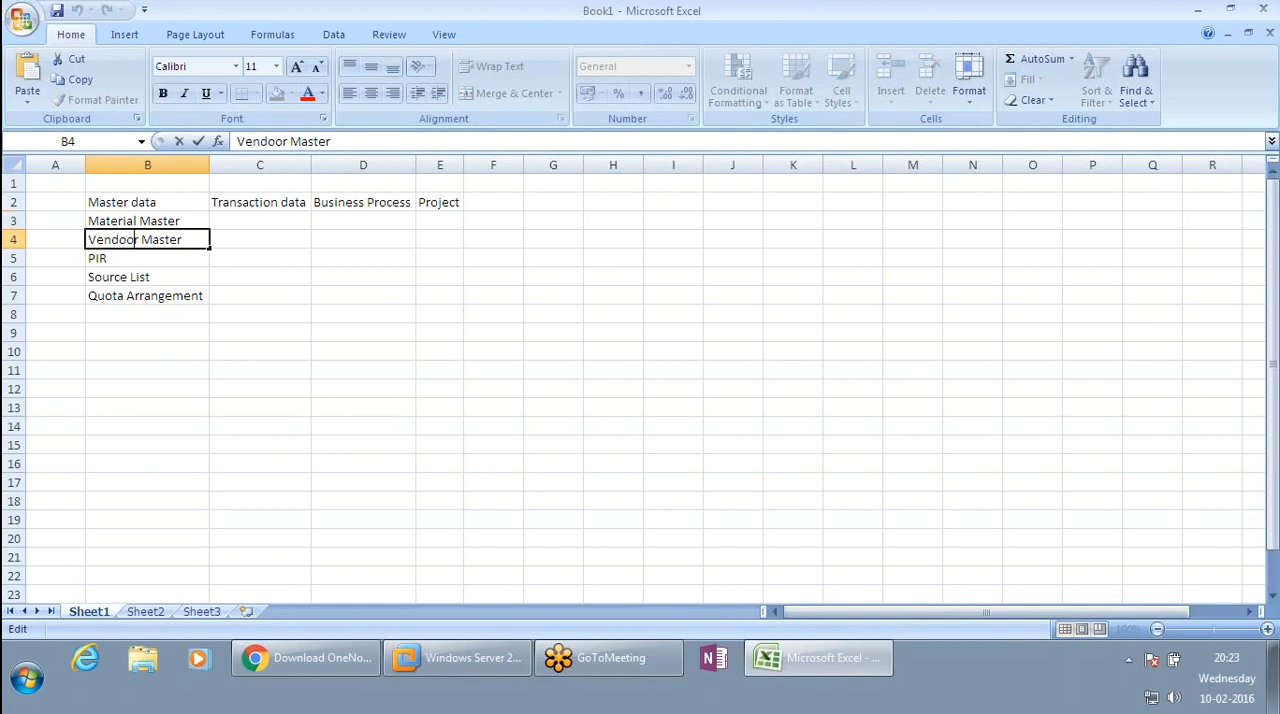 Book1 - Microsoft Excel
Home Insert Page Layout Formulas Data Review View
Paste
Cut
Copy
Format Painter
Clipboard
Calibri 11
B I U
Font
Wrap Text
Merge & Center
Alignment
General
%
Number
Conditional Formatting
Format as Table
Cell Styles
Styles
Insert Delete Format
Cells
Σ AutoSum
Fill
Clear
Sort & Filter
Find & Select
Editing
B4 fx Vendoor Master
A B C D E F G H I J K L M N O P Q R
1
2 Master data Transaction data Business Process Project
3 Material Master
4 Vendoor Master
5 PIR
6 Source List
7 Quota Arrangement
8
9
10
11
12
13
14
15
16
17
18
19
20
21
22
23
Sheet1 Sheet2 Sheet3
Edit 100%
Download OneNo... Windows Server 2... GoToMeeting Microsoft Excel - ...
20:23
Wednesday
10-02-2016